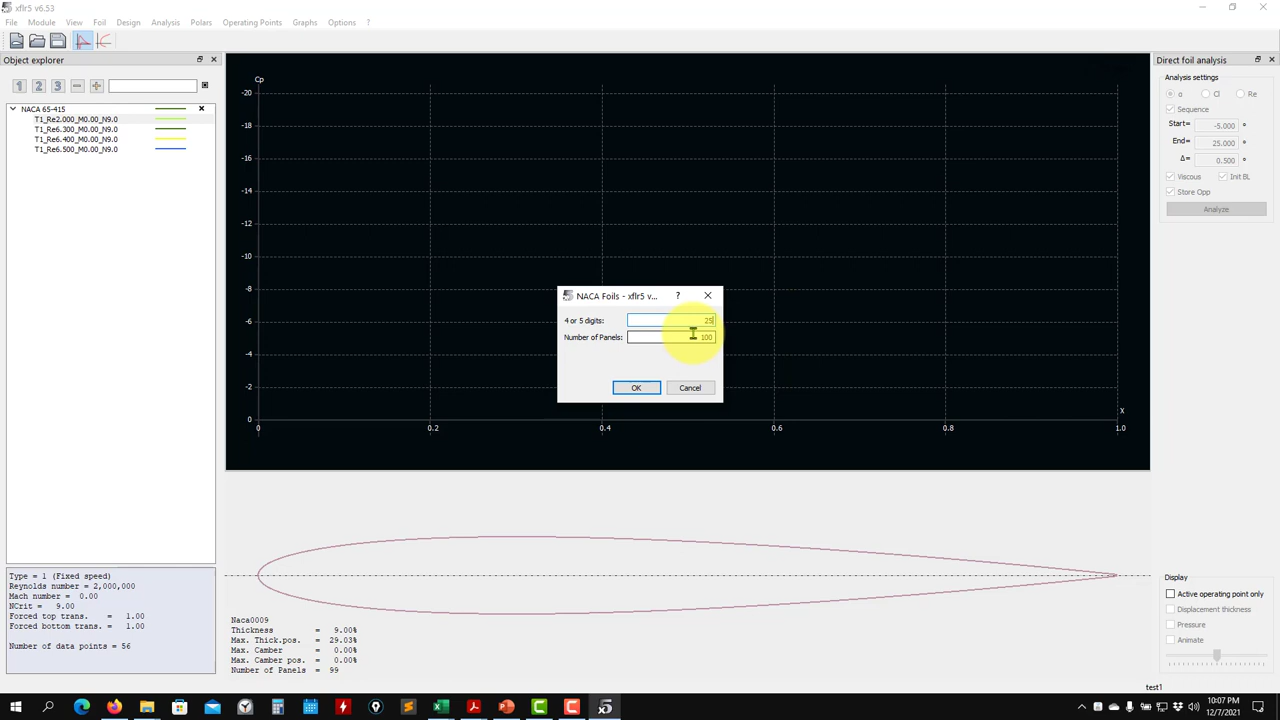 xflr5 v6.53
File Module View Foil Design Analysis Polars Operating Points Graphs Options ?
Object explorer
1 2 3
NACA 65-415
T1_Re2.000_M0.00_N9.0
T1_Re6.300_M0.00_N9.0
T1_Re6.400_M0.00_N9.0
T1_Re6.500_M0.00_N9.0
Type = 1 (Fixed speed)
Reynolds number = 2,000,000
Mach number = 0.00
NCrit = 9.00
Forced top trans. = 1.00
Forced bottom trans. = 1.00
Number of data points = 56
Cp
-20
-18
-16
-14
-12
-10
-8
-6
-4
-2
0
0 0.2 0.4 0.6 0.8 1.0
X
NACA Foils - xflr5 v... ?
4 or 5 digits: 25
Number of Panels: 100
OK Cancel
Naca0009
Thickness = 9.00%
Max. Thick.pos. = 29.03%
Max. Camber = 0.00%
Max. Camber pos. = 0.00%
Number of Panels = 99
Direct foil analysis
Analysis settings
α Cl Re
Sequence
Start= -5.000 °
End= 25.000 °
Δ= 0.500 °
Viscous Init BL
Store Opp
Analyze
Display
Active operating point only
Displacement thickness
Pressure
Animate
test1
10:07 PM
12/7/2021